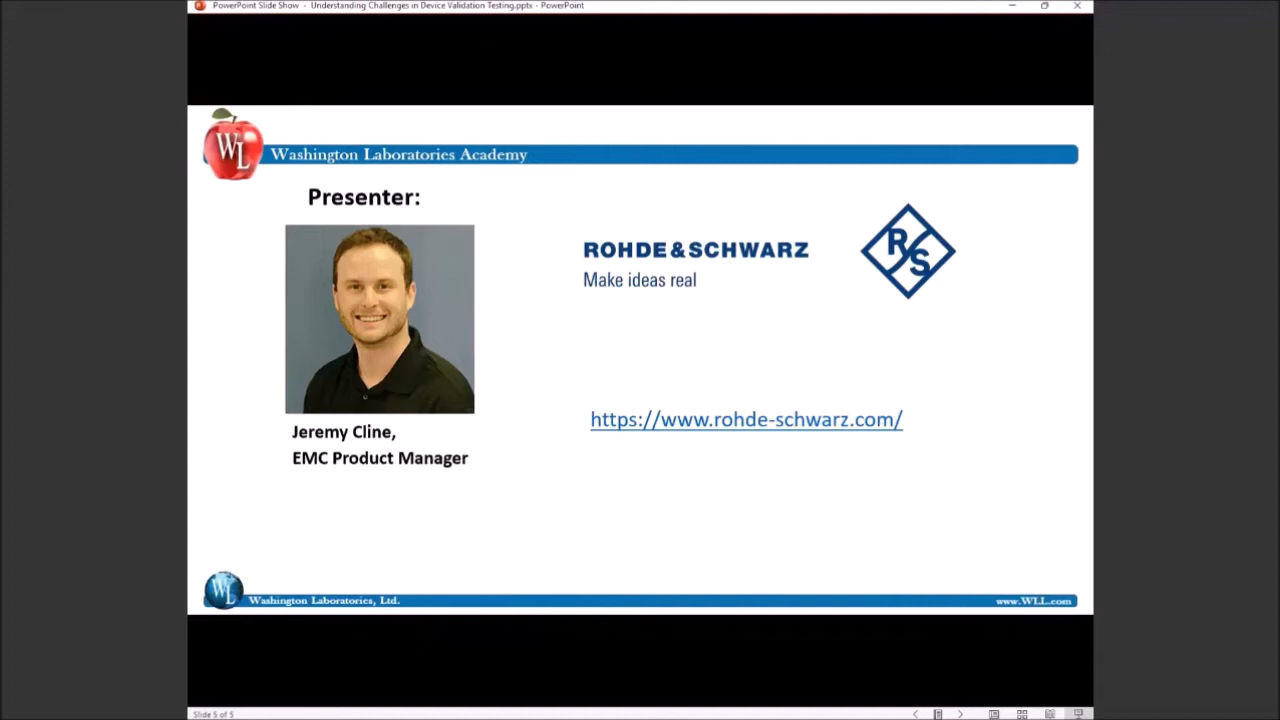 PowerPoint Slide Show - Understanding Challenges in Device Validation Testing.pptx - PowerPoint
WL
Washington Laboratories Academy
Presenter:
ROHDE&SCHWARZ
Make ideas real
R
S
https://www.rohde-schwarz.com/
Jeremy Cline,
EMC Product Manager
WL
Washington Laboratories, Ltd.
www.WLL.com
Slide 5 of 5